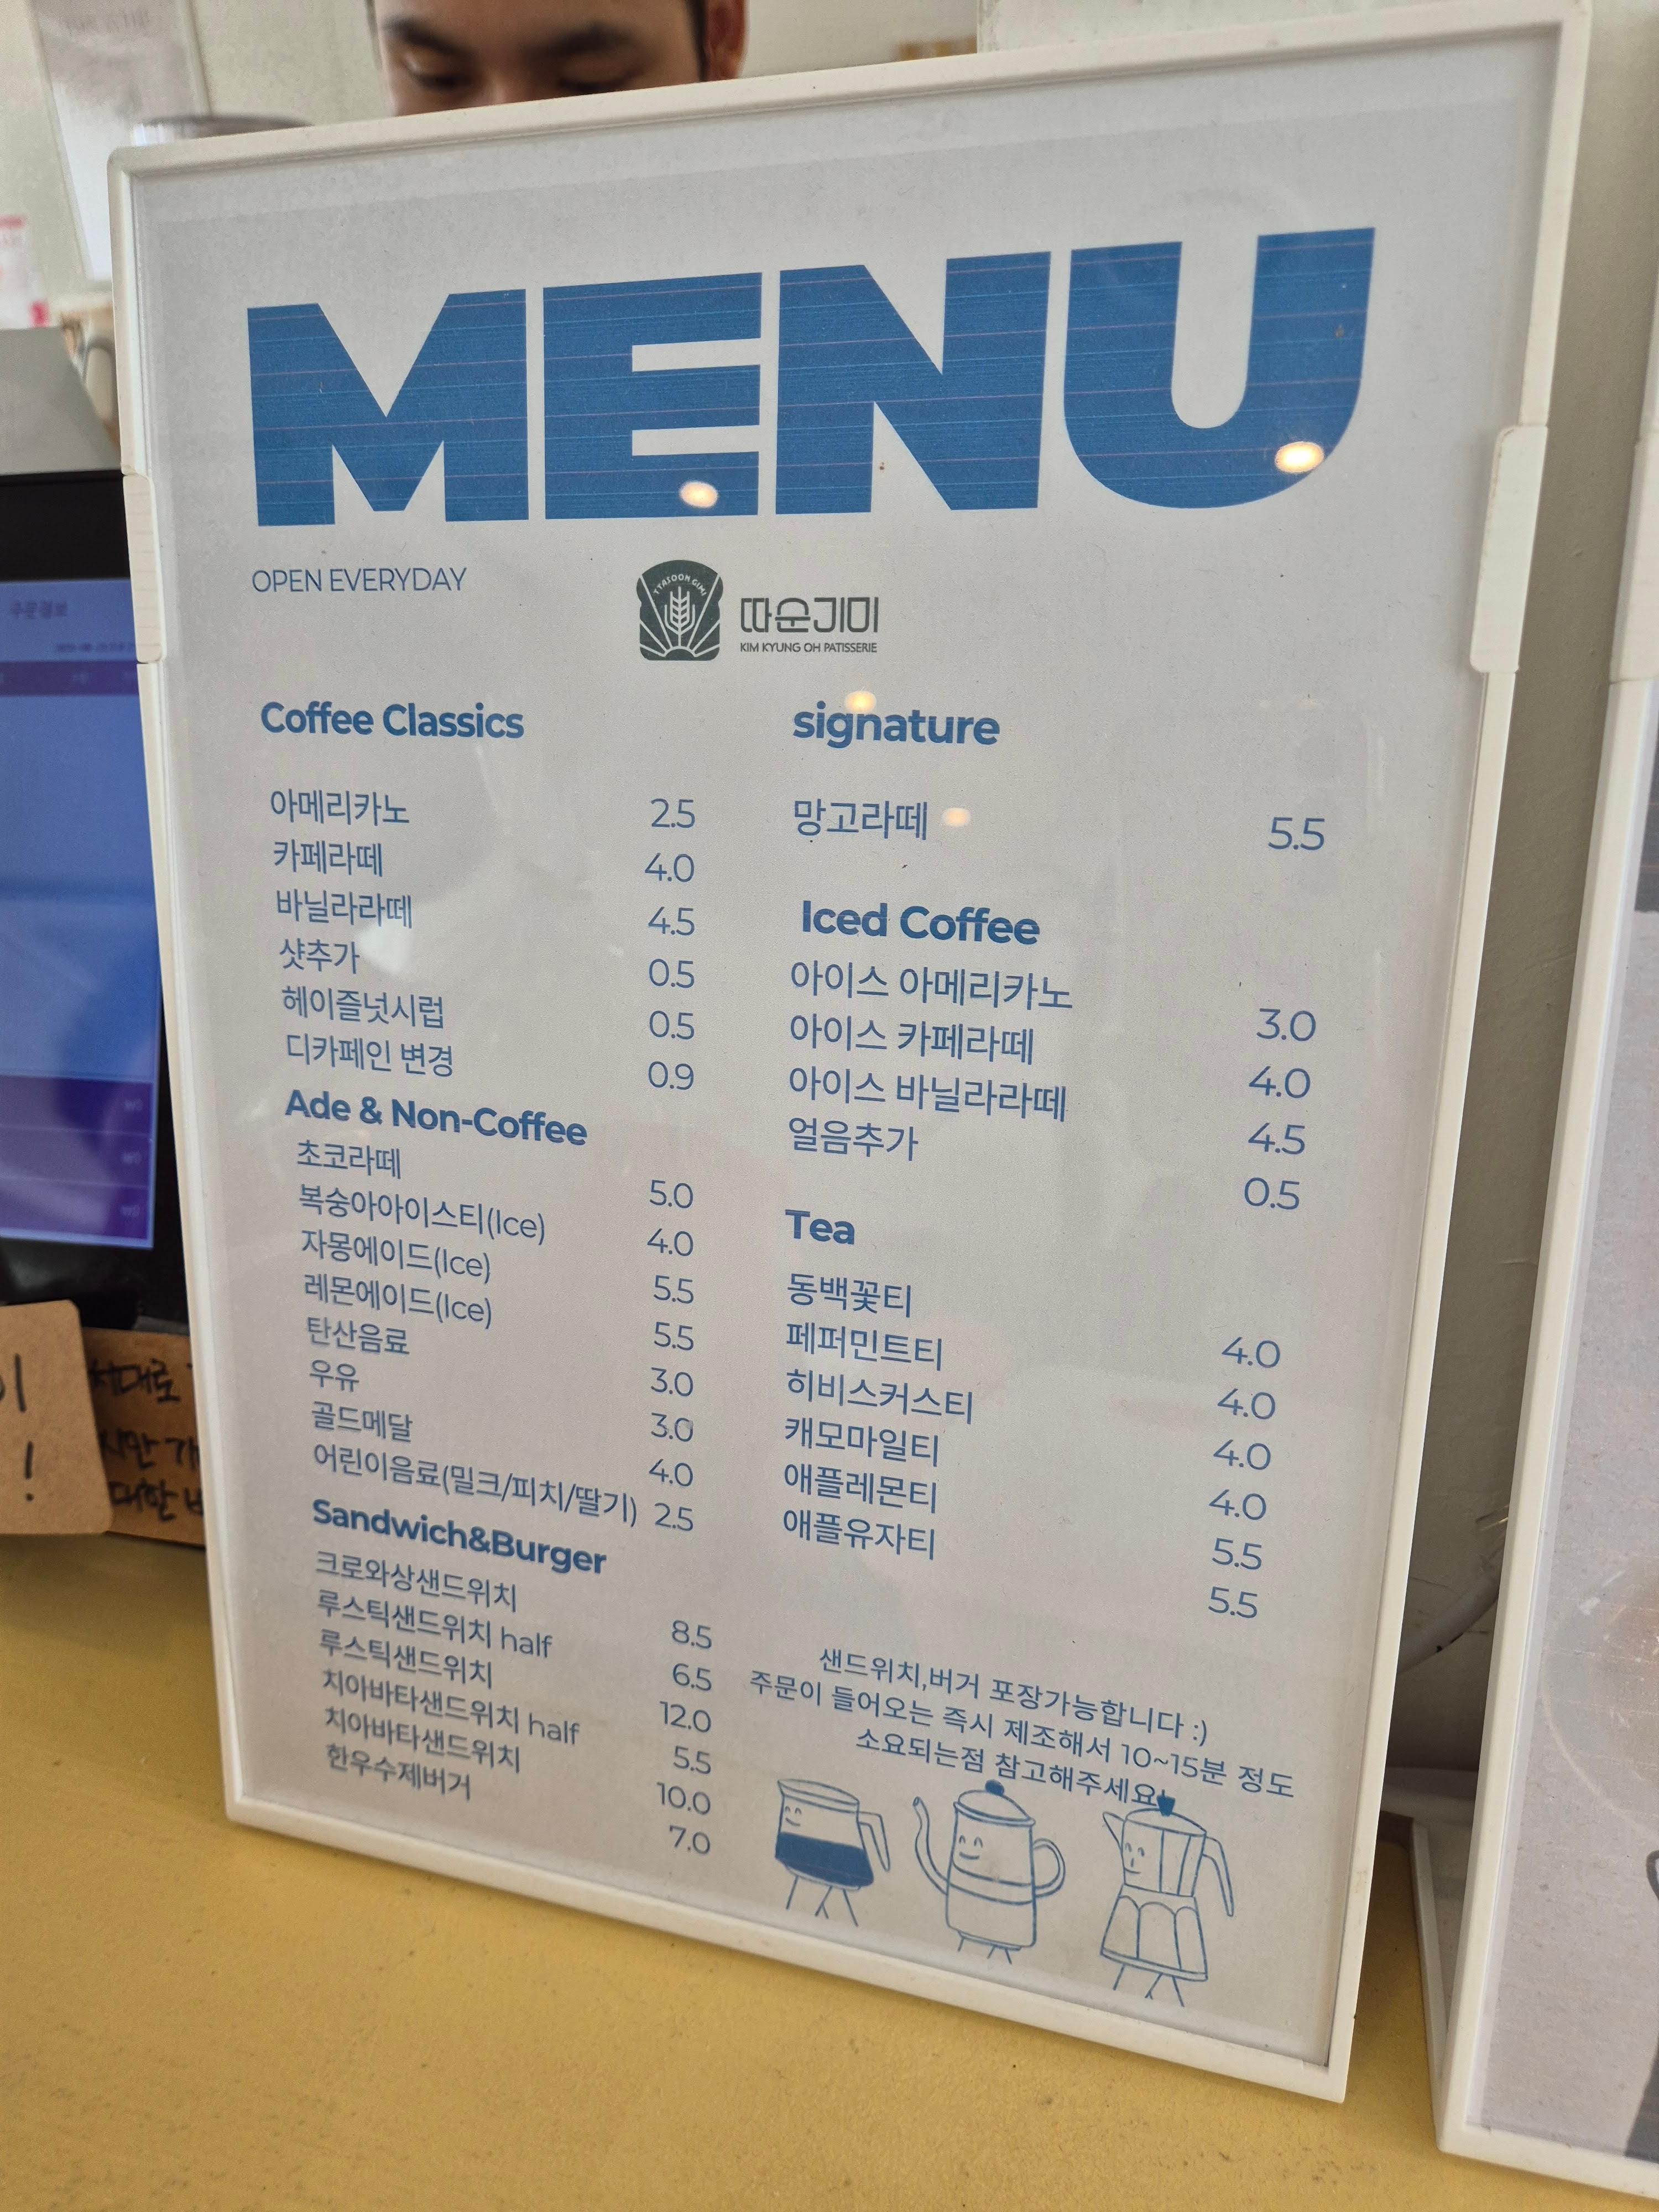 MENU
OPEN EVERYDAY
TTASOON GIMI
따순기미
KIM KYUNG OH PATISSERIE
Coffee Classics
아메리카노 2.5
카페라떼 4.0
바닐라라떼 4.5
샷추가 0.5
헤이즐넛시럽 0.5
디카페인 변경 0.9
Ade & Non-Coffee
초코라떼 5.0
복숭아아이스티(Ice) 4.0
자몽에이드(Ice) 5.5
레몬에이드(Ice) 5.5
탄산음료 3.0
우유 3.0
골드메달 4.0
어린이음료(밀크/피치/딸기) 2.5
Sandwich&Burger
크로와상샌드위치 8.5
루스틱샌드위치 half 6.5
루스틱샌드위치 12.0
치아바타샌드위치 half 5.5
치아바타샌드위치 10.0
한우수제버거 7.0
signature
망고라떼 5.5
Iced Coffee
아이스 아메리카노 3.0
아이스 카페라떼 4.0
아이스 바닐라라떼 4.5
얼음추가 0.5
Tea
동백꽃티 4.0
페퍼민트티 4.0
히비스커스티 4.0
캐모마일티 4.0
애플레몬티 5.5
애플유자티 5.5
샌드위치,버거 포장가능합니다 :)
주문이 들어오는 즉시 제조해서 10~15분 정도
소요되는점 참고해주세요!
주문정보